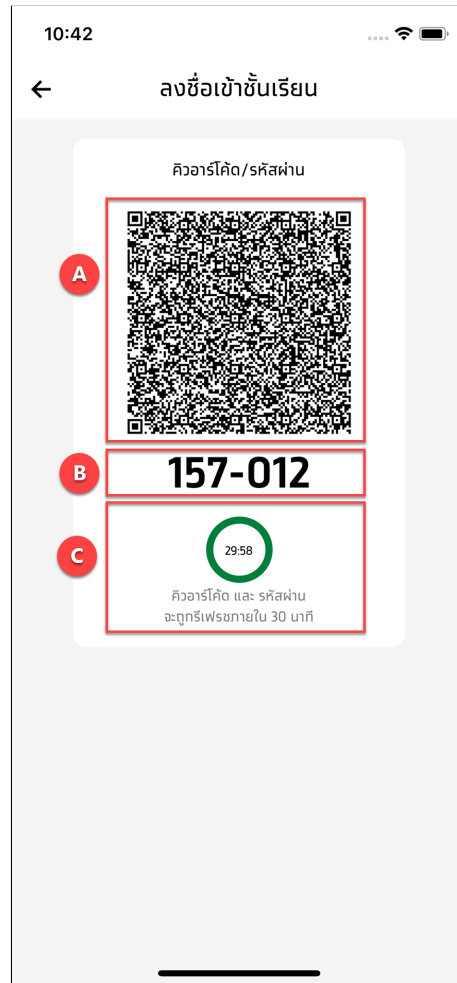 10:42
ลงชื่อเข้าชั้นเรียน
คิวอาร์โค้ด/รหัสผ่าน
A
157-012
B
29:58
C
คิวอาร์โค้ด และ รหัสผ่าน
จะถูกรีเฟรชภายใน 30 นาที